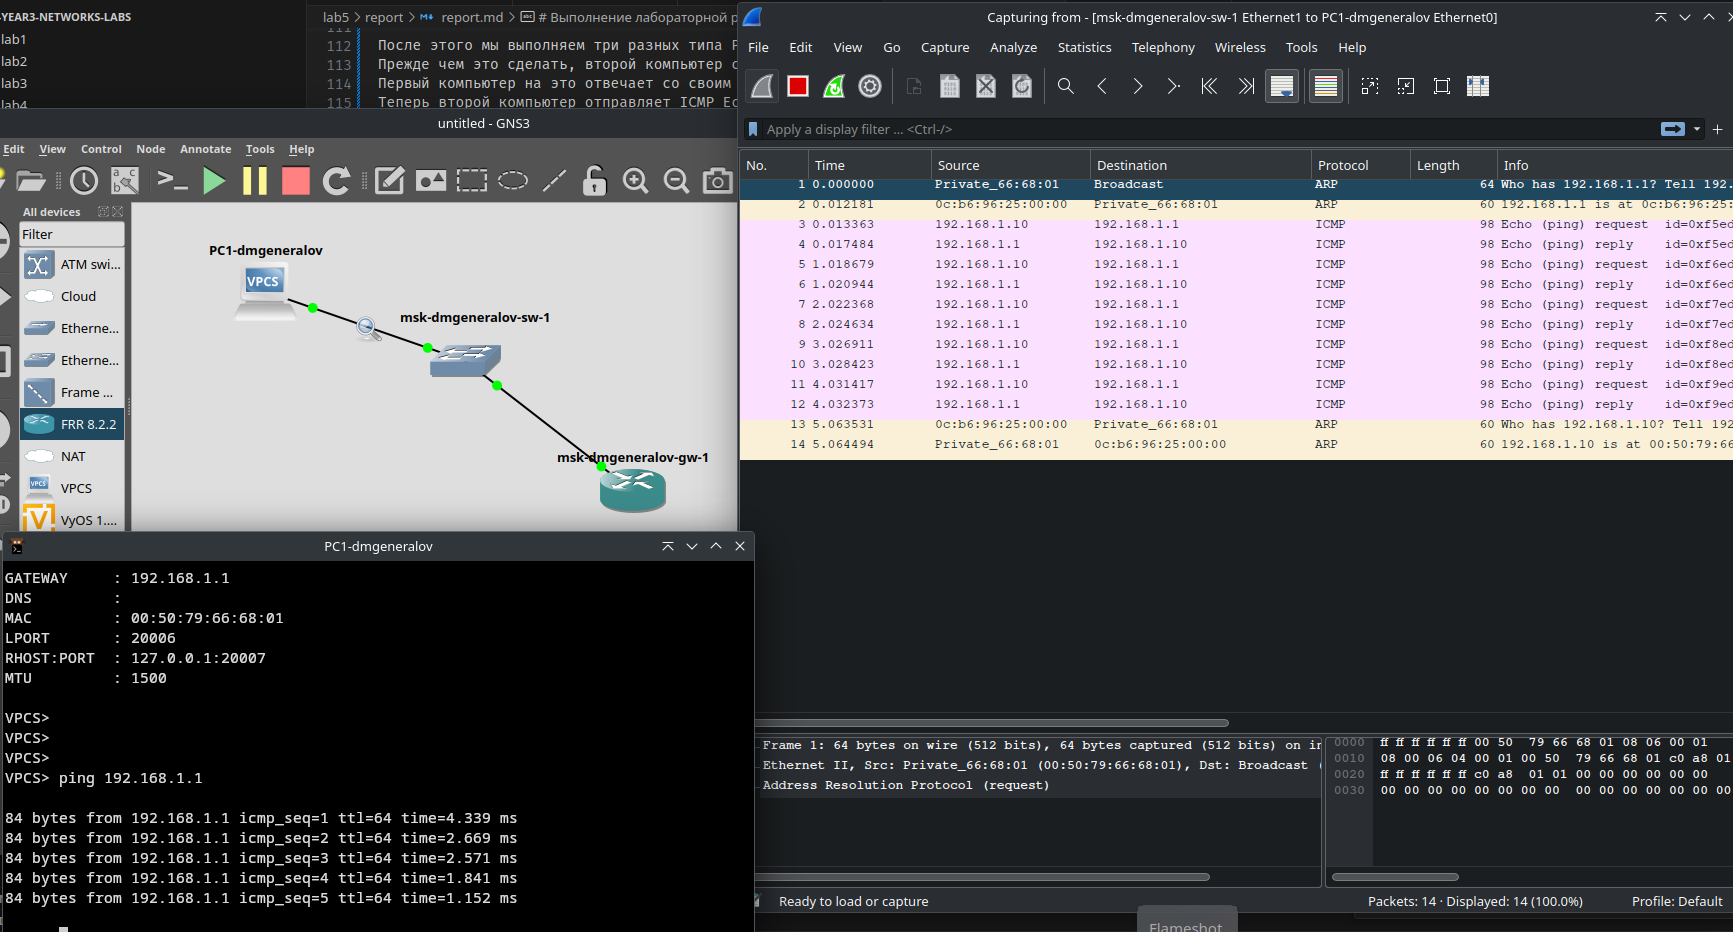 -YEAR3-NETWORKS-LABS
lab1
lab2
lab3
lab4
lab5 > report > report.md > # Выполнение лабораторной р
112 После этого мы выполняем три разных типа
113 Прежде чем это сделать, второй компьютер
114 Первый компьютер на это отвечает со своим
115 Теперь второй компьютер отправляет ICMP
untitled - GNS3
Edit View Control Node Annotate Tools Help
All devices
Filter
ATM swi...
Cloud
Etherne...
Etherne...
Frame ...
FRR 8.2.2
NAT
VPCS
VyOS 1....
PC1-dmgeneralov
VPCS
msk-dmgeneralov-sw-1
msk-dmgeneralov-gw-1
Capturing from - [msk-dmgeneralov-sw-1 Ethernet1 to PC1-dmgeneralov Ethernet0]
File Edit View Go Capture Analyze Statistics Telephony Wireless Tools Help
Apply a display filter ... <Ctrl-/>
No. Time Source Destination Protocol Length Info
1 0.000000 Private_66:68:01 Broadcast ARP 64 Who has 192.168.1.1? Tell 192.
2 0.012181 0c:b6:96:25:00:00 Private_66:68:01 ARP 60 192.168.1.1 is at 0c:b6:96:25:
3 0.013363 192.168.1.10 192.168.1.1 ICMP 98 Echo (ping) request id=0xf5ed
4 0.017484 192.168.1.1 192.168.1.10 ICMP 98 Echo (ping) reply id=0xf5ed
5 1.018679 192.168.1.10 192.168.1.1 ICMP 98 Echo (ping) request id=0xf6ed
6 1.020944 192.168.1.1 192.168.1.10 ICMP 98 Echo (ping) reply id=0xf6ed
7 2.022368 192.168.1.10 192.168.1.1 ICMP 98 Echo (ping) request id=0xf7ed
8 2.024634 192.168.1.1 192.168.1.10 ICMP 98 Echo (ping) reply id=0xf7ed
9 3.026911 192.168.1.10 192.168.1.1 ICMP 98 Echo (ping) request id=0xf8ed
10 3.028423 192.168.1.1 192.168.1.10 ICMP 98 Echo (ping) reply id=0xf8ed
11 4.031417 192.168.1.10 192.168.1.1 ICMP 98 Echo (ping) request id=0xf9ed
12 4.032373 192.168.1.1 192.168.1.10 ICMP 98 Echo (ping) reply id=0xf9ed
13 5.063531 0c:b6:96:25:00:00 Private_66:68:01 ARP 60 Who has 192.168.1.10? Tell 192
14 5.064494 Private_66:68:01 0c:b6:96:25:00:00 ARP 60 192.168.1.10 is at 00:50:79:66
PC1-dmgeneralov
GATEWAY : 192.168.1.1
DNS :
MAC : 00:50:79:66:68:01
LPORT : 20006
RHOST:PORT : 127.0.0.1:20007
MTU : 1500
VPCS>
VPCS>
VPCS>
VPCS> ping 192.168.1.1
84 bytes from 192.168.1.1 icmp_seq=1 ttl=64 time=4.339 ms
84 bytes from 192.168.1.1 icmp_seq=2 ttl=64 time=2.669 ms
84 bytes from 192.168.1.1 icmp_seq=3 ttl=64 time=2.571 ms
84 bytes from 192.168.1.1 icmp_seq=4 ttl=64 time=1.841 ms
84 bytes from 192.168.1.1 icmp_seq=5 ttl=64 time=1.152 ms
Frame 1: 64 bytes on wire (512 bits), 64 bytes captured (512 bits) on
Ethernet II, Src: Private_66:68:01 (00:50:79:66:68:01), Dst: Broadcast (
Address Resolution Protocol (request)
0000 ff ff ff ff ff ff 00 50 79 66 68 01 08 06 00 01
0010 08 00 06 04 00 01 00 50 79 66 68 01 c0 a8 01
0020 ff ff ff ff ff ff c0 a8 01 01 00 00 00 00 00 00
0030 00 00 00 00 00 00 00 00 00 00 00 00 00 00 00 00
Ready to load or capture
Packets: 14 · Displayed: 14 (100.0%)
Profile: Default
Flameshot